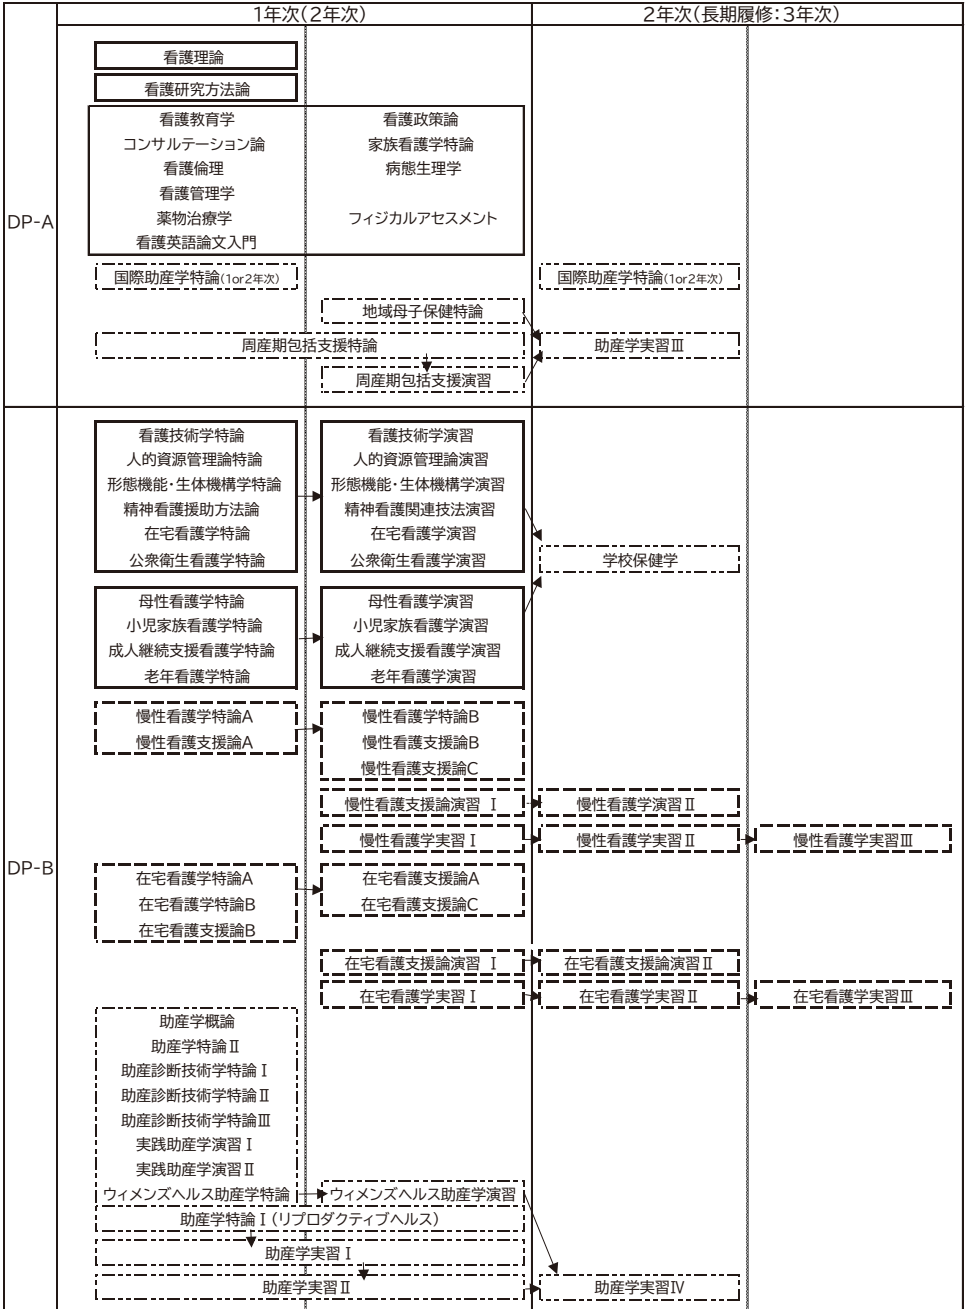 1年次(2年次)
2年次(長期履修:3年次)
DP-A
看護理論
看護研究方法論
看護教育学
看護政策論
コンサルテーション論
家族看護学特論
看護倫理
病態生理学
看護管理学
薬物治療学
フィジカルアセスメント
看護英語論文入門
国際助産学特論(1or2年次)
国際助産学特論(1or2年次)
地域母子保健特論
周産期包括支援特論
助産学実習Ⅲ
周産期包括支援演習
DP-B
看護技術学特論
看護技術学演習
人的資源管理論特論
人的資源管理論演習
形態機能・生体機構学特論
形態機能・生体機構学演習
精神看護援助方法論
精神看護関連技法演習
在宅看護学特論
在宅看護学演習
公衆衛生看護学特論
公衆衛生看護学演習
学校保健学
母性看護学特論
母性看護学演習
小児家族看護学特論
小児家族看護学演習
成人継続支援看護学特論
成人継続支援看護学演習
老年看護学特論
老年看護学演習
慢性看護学特論A
慢性看護学特論B
慢性看護支援論A
慢性看護支援論B
慢性看護支援論C
慢性看護支援論演習 Ⅰ
慢性看護学演習Ⅱ
慢性看護学実習Ⅰ
慢性看護学実習Ⅱ
慢性看護学実習Ⅲ
在宅看護学特論A
在宅看護支援論A
在宅看護学特論B
在宅看護支援論C
在宅看護支援論B
在宅看護支援論演習 Ⅰ
在宅看護支援論演習Ⅱ
在宅看護学実習Ⅰ
在宅看護学実習Ⅱ
在宅看護学実習Ⅲ
助産学概論
助産学特論Ⅱ
助産診断技術学特論Ⅰ
助産診断技術学特論Ⅱ
助産診断技術学特論Ⅲ
実践助産学演習Ⅰ
実践助産学演習Ⅱ
ウィメンズヘルス助産学特論
ウィメンズヘルス助産学演習
助産学特論Ⅰ(リプロダクティブヘルス)
助産学実習Ⅰ
助産学実習Ⅱ
助産学実習Ⅳ